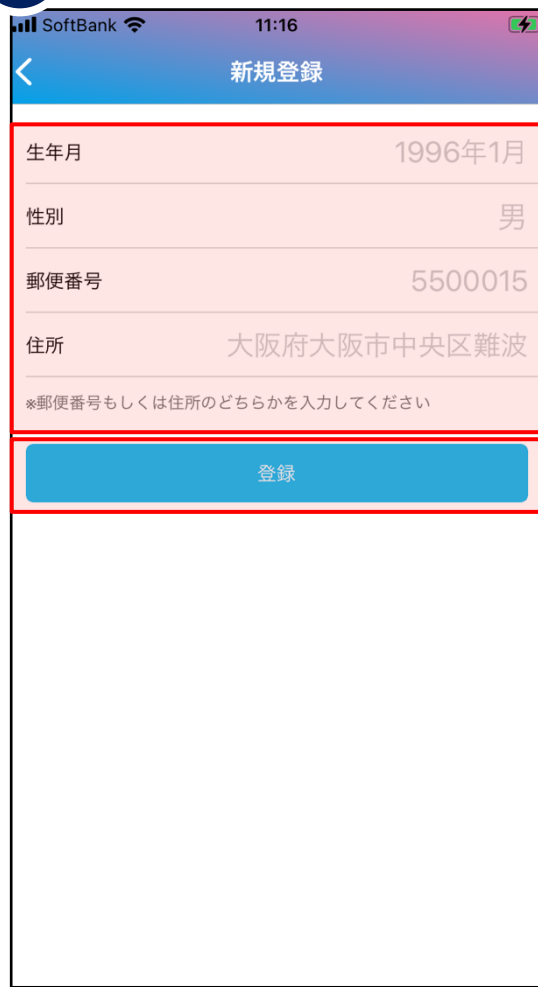 SoftBank 11:16
新規登録
生年月 1996年1月
性別 男
郵便番号 5500015
住所 大阪府大阪市中央区難波
※郵便番号もしくは住所のどちらかを入力してください
登録